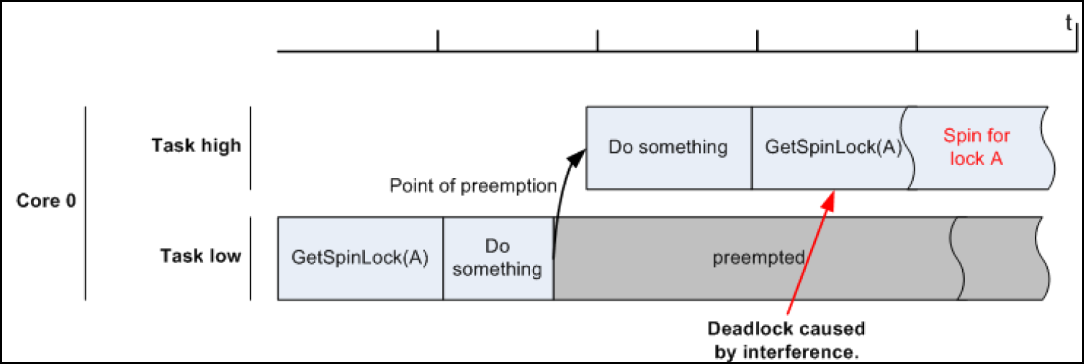 t
Task high
Do something
GetSpinLock(A)
Spin for
lock A
Point of preemption
Core 0
Task low
GetSpinLock(A)
Do
something
preempted
Deadlock caused
by interference.